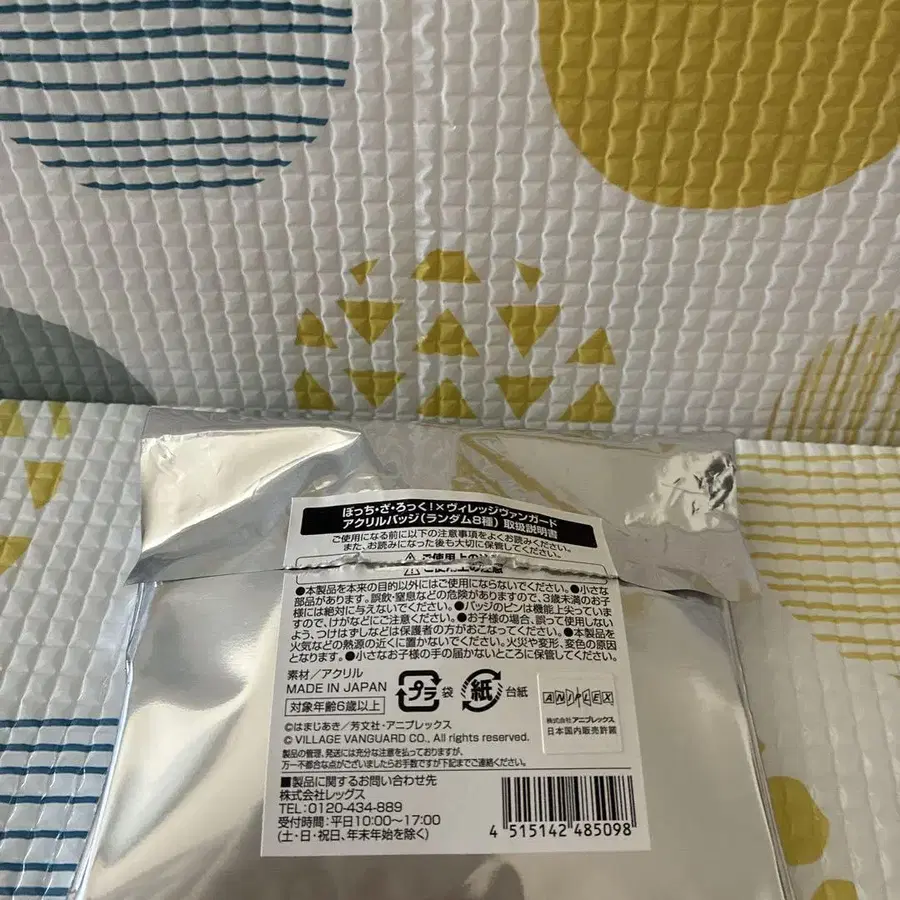 ぼっち・ざ・ろっく！×ヴィレッジヴァンガード
アクリルバッジ（ランダム8種）取扱説明書
ご使用になる前に以下の注意事項をよくお読みください。
また、お読みになった後も大切に保管してください。
⚠ご使用上の注意
●本製品を本来の目的以外にはご使用にならないでください。●小さな
部品があります。誤飲・窒息などの危険がありますので、3歳未満のお子
様には絶対に与えないでください。●バッジのピンは機能上尖っていま
すので、けがなどにご注意ください。●お子様の場合、誤って使用しない
よう、つけはずしなどは保護者の方がおこなってください。●本製品を
火気などの熱源の近くに置かないでください。火災や変形、変色の原因
となります。●小さなお子様の手の届かないところに保管してください。
素材／アクリル
MADE IN JAPAN
対象年齢6歳以上
プラ 袋 紙 台紙
ANIPLEX
株式会社アニプレックス
日本国内販売許諾
©はまじあき／芳文社・アニプレックス
© VILLAGE VANGUARD CO., All rights reserved.
製品の管理、発送には充分な注意を払っておりますが、
万一不都合な点がございましたらお手数ですが下記までご連絡ください。
■製品に関するお問い合わせ先
株式会社レッグス
TEL:0120-434-889
受付時間：平日10:00〜17:00
（土・日・祝日、年末年始を除く）
4 515142 485098